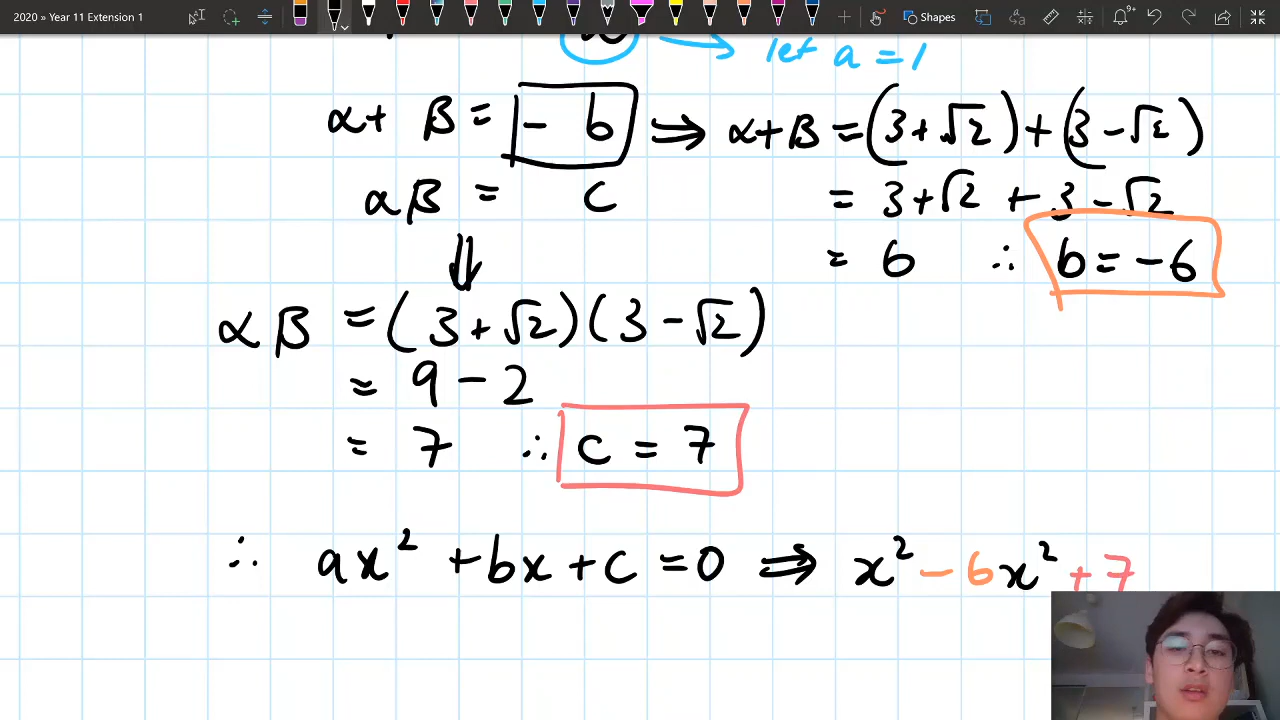 2020 » Year 11 Extension 1
Shapes
9+
let a = 1
α + β = - b ⇒ α+β = (3+√2)+(3-√2)
αβ = c
= 3+√2 + 3-√2
= 6 ∴ b = -6
αβ = (3+√2)(3-√2)
= 9 - 2
= 7 ∴ c = 7
∴ ax² + bx + c = 0 ⇒ x² - 6x² + 7